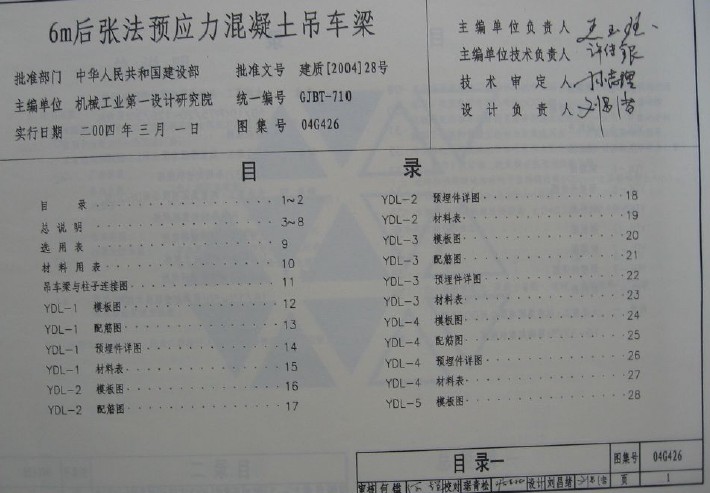 6m后张法预应力混凝土吊车梁
批准部门 中华人民共和国建设部 批准文号 建质[2004]28号
主编单位 机械工业第一设计研究院 统一编号 GJBT-710
实行日期 二00四年三月一日 图集号 04G426
主编单位负责人
主编单位技术负责人
技术审定人
设计负责人
目 录
目 录 1~2
总说明 3~8
选用表 9
材料用表 10
吊车梁与柱子连接图 11
YDL-1 模板图 12
YDL-1 配筋图 13
YDL-1 预埋件详图 14
YDL-1 材料表 15
YDL-2 模板图 16
YDL-2 配筋图 17
YDL-2 预埋件详图 18
YDL-2 材料表 19
YDL-3 模板图 20
YDL-3 配筋图 21
YDL-3 预埋件详图 22
YDL-3 材料表 23
YDL-4 模板图 24
YDL-4 配筋图 25
YDL-4 预埋件详图 26
YDL-4 材料表 27
YDL-5 模板图 28
目录一 图集号 04G426
审核 何 校对 设计 刘昌绪 页 1